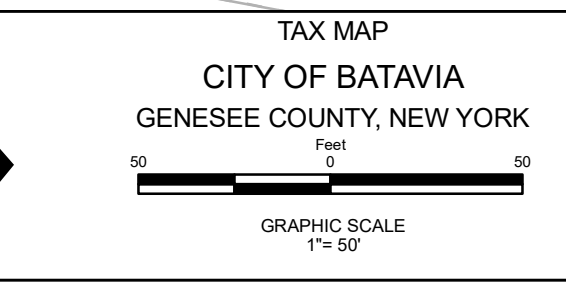 TAX MAP
CITY OF BATAVIA
GENESEE COUNTY, NEW YORK
Feet
50 0 50
GRAPHIC SCALE
1"= 50'